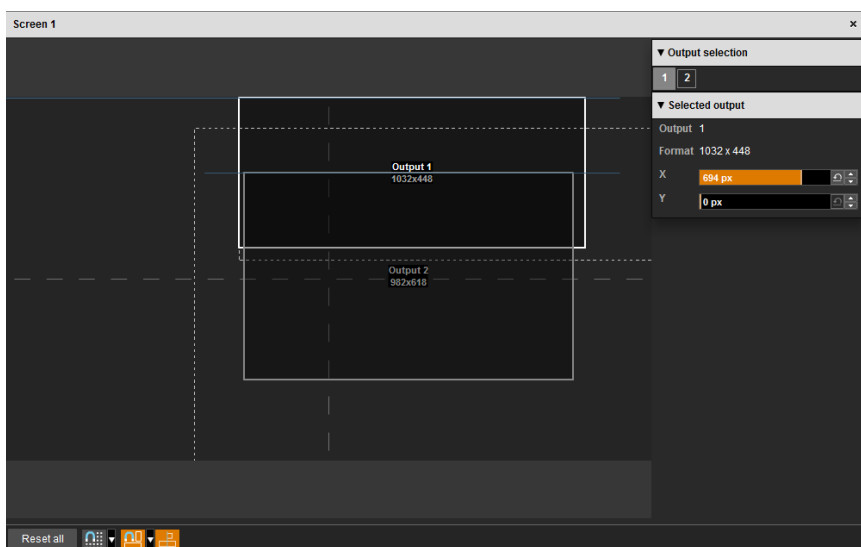 Screen 1
×
▼ Output selection
1 2
▼ Selected output
Output 1
Format 1032 x 448
X 694 px
Y 0 px
Output 1
1032x448
Output 2
982x618
Reset all